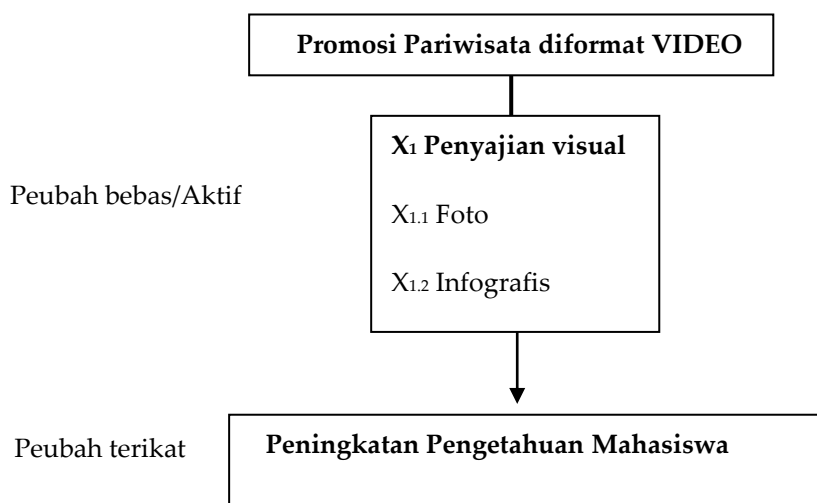 Promosi Pariwisata diformat VIDEO
X1 Penyajian visual
Peubah bebas/Aktif
X1.1 Foto
X1.2 Infografis
Peubah terikat
Peningkatan Pengetahuan Mahasiswa